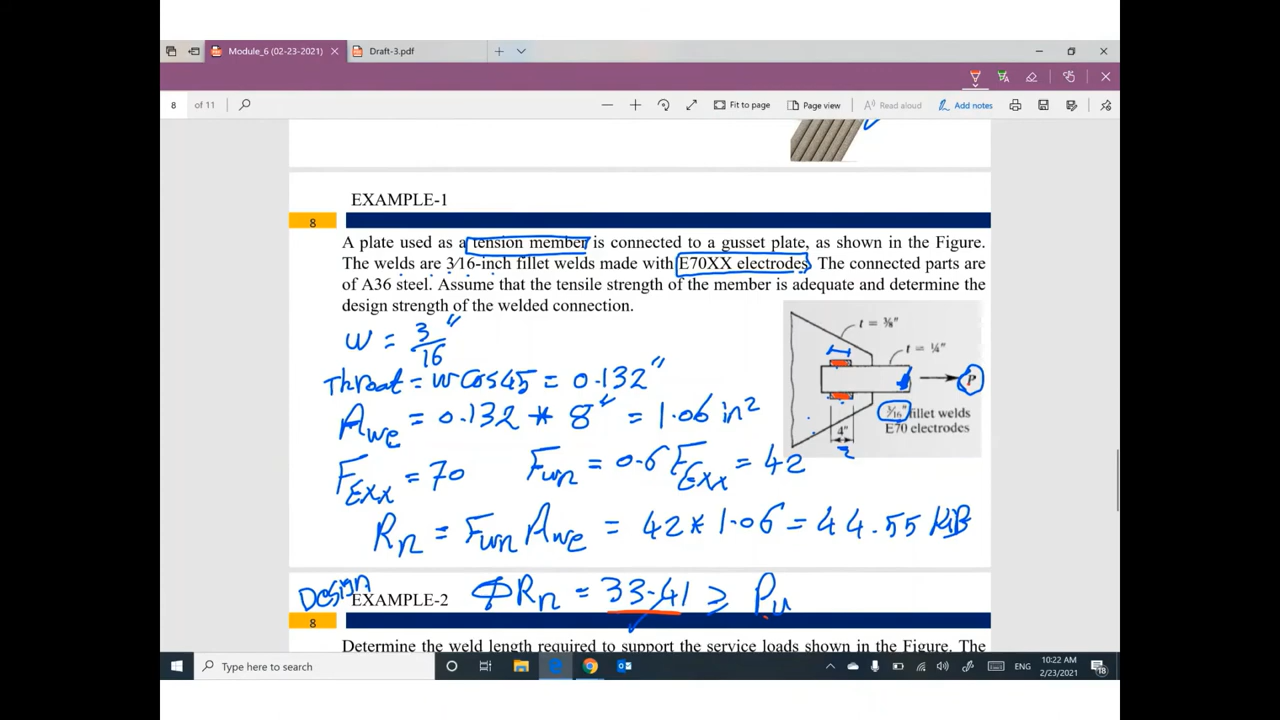 Module_6 (02-23-2021)
Draft-3.pdf
8 of 11
Fit to page
Page view
Read aloud
Add notes
EXAMPLE-1
8
A plate used as a tension member is connected to a gusset plate, as shown in the Figure.
The welds are 3⁄16-inch fillet welds made with E70XX electrodes. The connected parts are
of A36 steel. Assume that the tensile strength of the member is adequate and determine the
design strength of the welded connection.
t = 3/8"
t = 1/4"
P
3/16" fillet welds
E70 electrodes
4"
w = 3/16"
Throat = w cos45 = 0.132"
Awe = 0.132 * 8" = 1.06 in2
FExx = 70 Fwn = 0.6 FExx = 42
Rn = Fwn Awe = 42 * 1.06 = 44.55 kip
Design ΦRn = 33.41 ≥ Pu
EXAMPLE-2
8
Determine the weld length required to support the service loads shown in the Figure. The
Type here to search
ENG
10:22 AM
2/23/2021
18